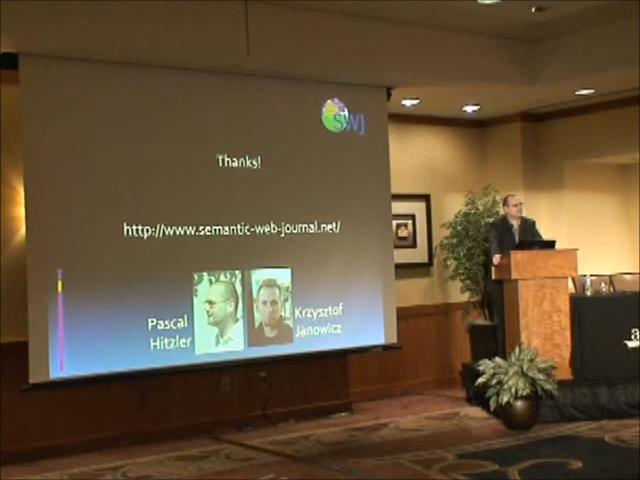 SWJ
Thanks!
http://www.semantic-web-journal.net/
Pascal
Hitzler
Krzysztof
Janowicz
a